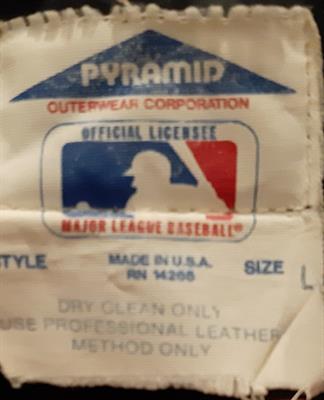 PYRAMID
OUTERWEAR CORPORATION
OFFICIAL LICENSEE
MAJOR LEAGUE BASEBALL®
TYLE MADE IN U.S.A. SIZE L
RN 14266
DRY CLEAN ONLY
USE PROFESSIONAL LEATHER
METHOD ONLY